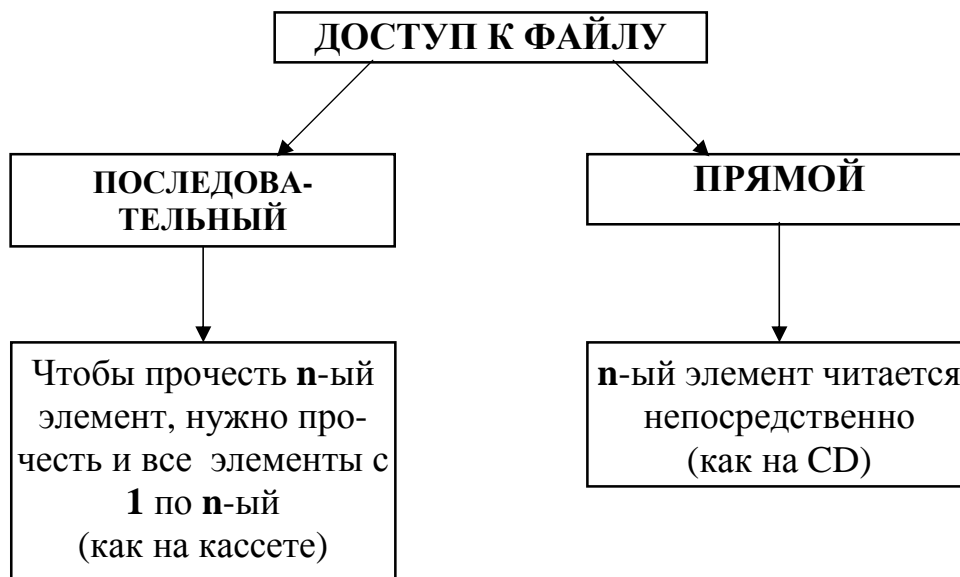 ДОСТУП К ФАЙЛУ
ПОСЛЕДОВА-
ТЕЛЬНЫЙ
ПРЯМОЙ
Чтобы прочесть n-ый
элемент, нужно про-
честь и все элементы с
1 по n-ый
(как на кассете)
n-ый элемент читается
непосредственно
(как на CD)